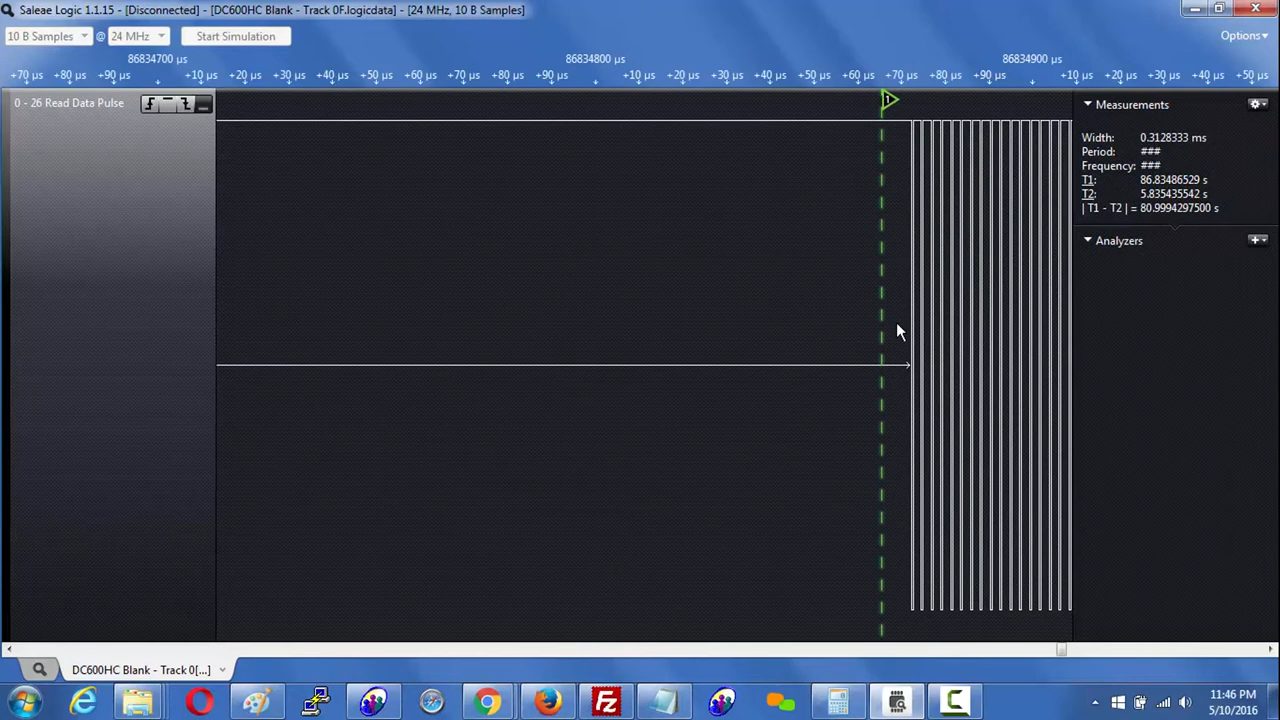 Saleae Logic 1.1.15 - [Disconnected] - [DC600HC Blank - Track 0F.logicdata] - [24 MHz, 10 B Samples]
10 B Samples @ 24 MHz Start Simulation Options
86834700 µs 86834800 µs 86834900 µs
+70 µs +80 µs +90 µs +10 µs +20 µs +30 µs +40 µs +50 µs +60 µs +70 µs +80 µs +90 µs +10 µs +20 µs +30 µs +40 µs +50 µs +60 µs +70 µs +80 µs +90 µs +10 µs +20 µs +30 µs +40 µs +50 µs
0 - 26 Read Data Pulse
1
Measurements
Width: 0.3128333 ms
Period: ###
Frequency: ###
T1: 86.83486529 s
T2: 5.835435542 s
| T1 - T2 | = 80.9994297500 s
Analyzers
DC600HC Blank - Track 0[...]
Fz
C
11:46 PM
5/10/2016